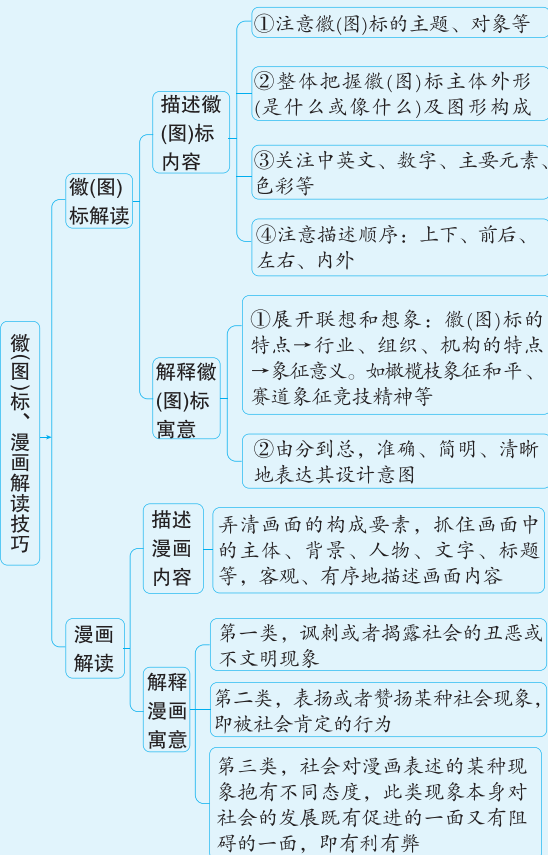 徽(图)标、漫画解读技巧
徽(图)
标解读
描述徽
(图)标
内容
①注意徽(图)标的主题、对象等
②整体把握徽(图)标主体外形
(是什么或像什么)及图形构成
③关注中英文、数字、主要元素、
色彩等
④注意描述顺序：上下、前后、
左右、内外
解释徽
(图)标
寓意
①展开联想和想象：徽(图)标的
特点→行业、组织、机构的特点
→象征意义。如橄榄枝象征和平、
赛道象征竞技精神等
②由分到总，准确、简明、清晰
地表达其设计意图
漫画
解读
描述
漫画
内容
弄清画面的构成要素，抓住画面中
的主体、背景、人物、文字、标题
等，客观、有序地描述画面内容
解释
漫画
寓意
第一类，讽刺或者揭露社会的丑恶或
不文明现象
第二类，表扬或者赞扬某种社会现象，
即被社会肯定的行为
第三类，社会对漫画表述的某种现
象抱有不同态度，此类现象本身对
社会的发展既有促进的一面又有阻
碍的一面，即有利有弊